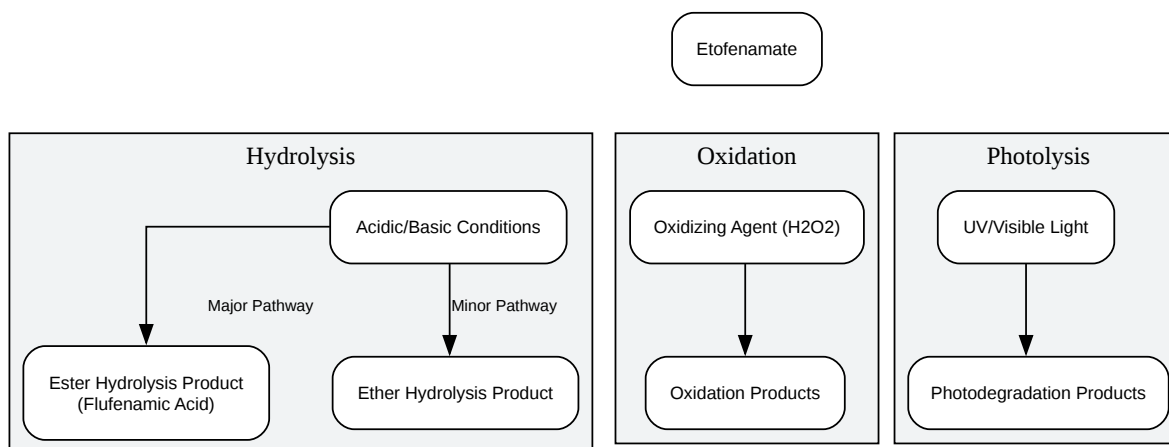 Etofenamate
Hydrolysis
Acidic/Basic Conditions
Major Pathway
Minor Pathway
Ester Hydrolysis Product
(Flufenamic Acid)
Ether Hydrolysis Product
Oxidation
Oxidizing Agent (H2O2)
Oxidation Products
Photolysis
UV/Visible Light
Photodegradation Products